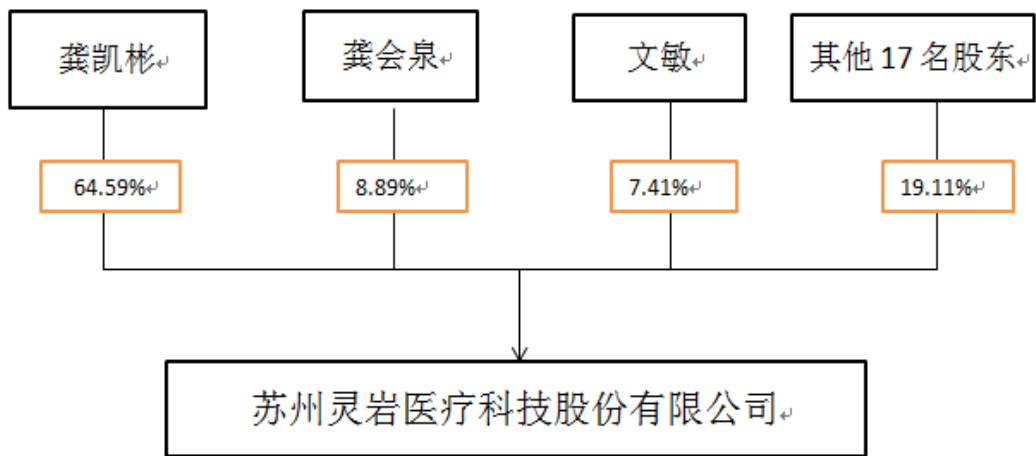 龚凯彬
龚会泉
文敏
其他 17 名股东
64.59%
8.89%
7.41%
19.11%
苏州灵岩医疗科技股份有限公司